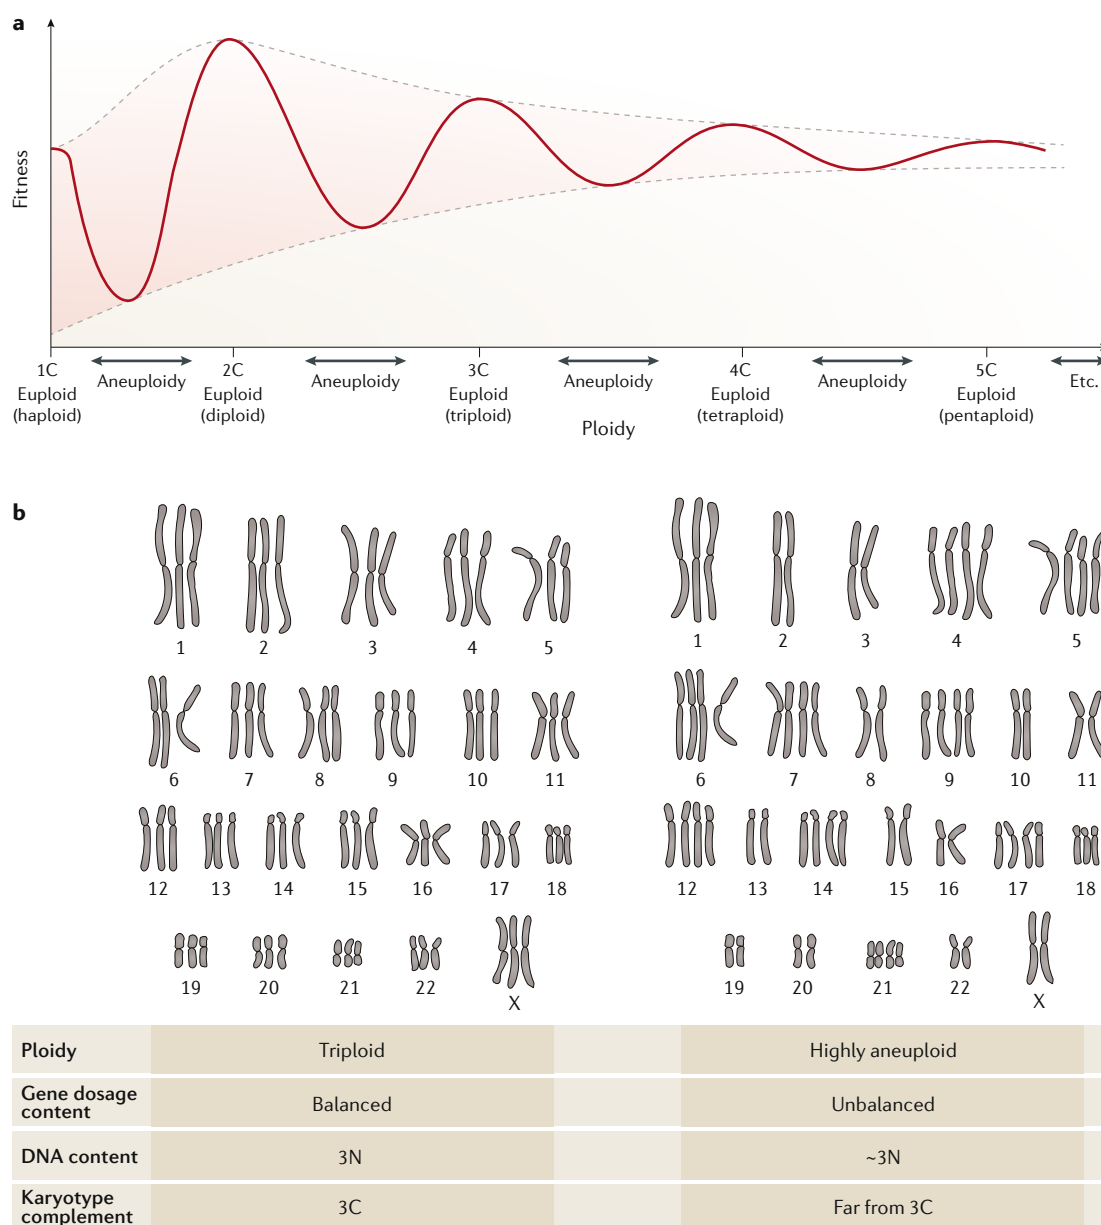 a
Fitness
1C
Euploid
(haploid)
Aneuploidy
2C
Euploid
(diploid)
Aneuploidy
3C
Euploid
(triploid)
Aneuploidy
4C
Euploid
(tetraploid)
Aneuploidy
5C
Euploid
(pentaploid)
Etc.
Ploidy
b
1 2 3 4 5
6 7 8 9 10 11
12 13 14 15 16 17 18
19 20 21 22 X
1 2 3 4 5
6 7 8 9 10 11
12 13 14 15 16 17 18
19 20 21 22 X
Ploidy Triploid Highly aneuploid
Gene dosage
content Balanced Unbalanced
DNA content 3N ~3N
Karyotype
complement 3C Far from 3C